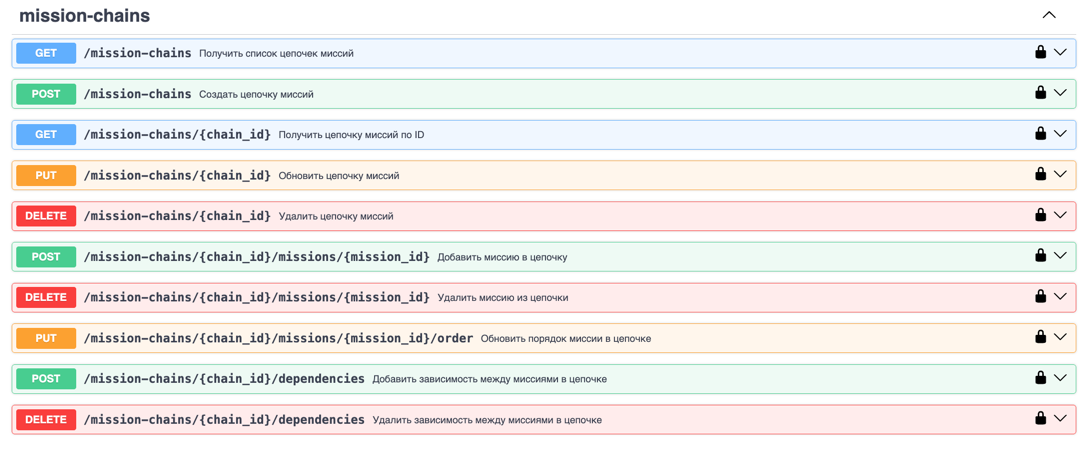 mission-chains
GET /mission-chains Получить список цепочек миссий
POST /mission-chains Создать цепочку миссий
GET /mission-chains/{chain_id} Получить цепочку миссий по ID
PUT /mission-chains/{chain_id} Обновить цепочку миссий
DELETE /mission-chains/{chain_id} Удалить цепочку миссий
POST /mission-chains/{chain_id}/missions/{mission_id} Добавить миссию в цепочку
DELETE /mission-chains/{chain_id}/missions/{mission_id} Удалить миссию из цепочки
PUT /mission-chains/{chain_id}/missions/{mission_id}/order Обновить порядок миссии в цепочке
POST /mission-chains/{chain_id}/dependencies Добавить зависимость между миссиями в цепочке
DELETE /mission-chains/{chain_id}/dependencies Удалить зависимость между миссиями в цепочке